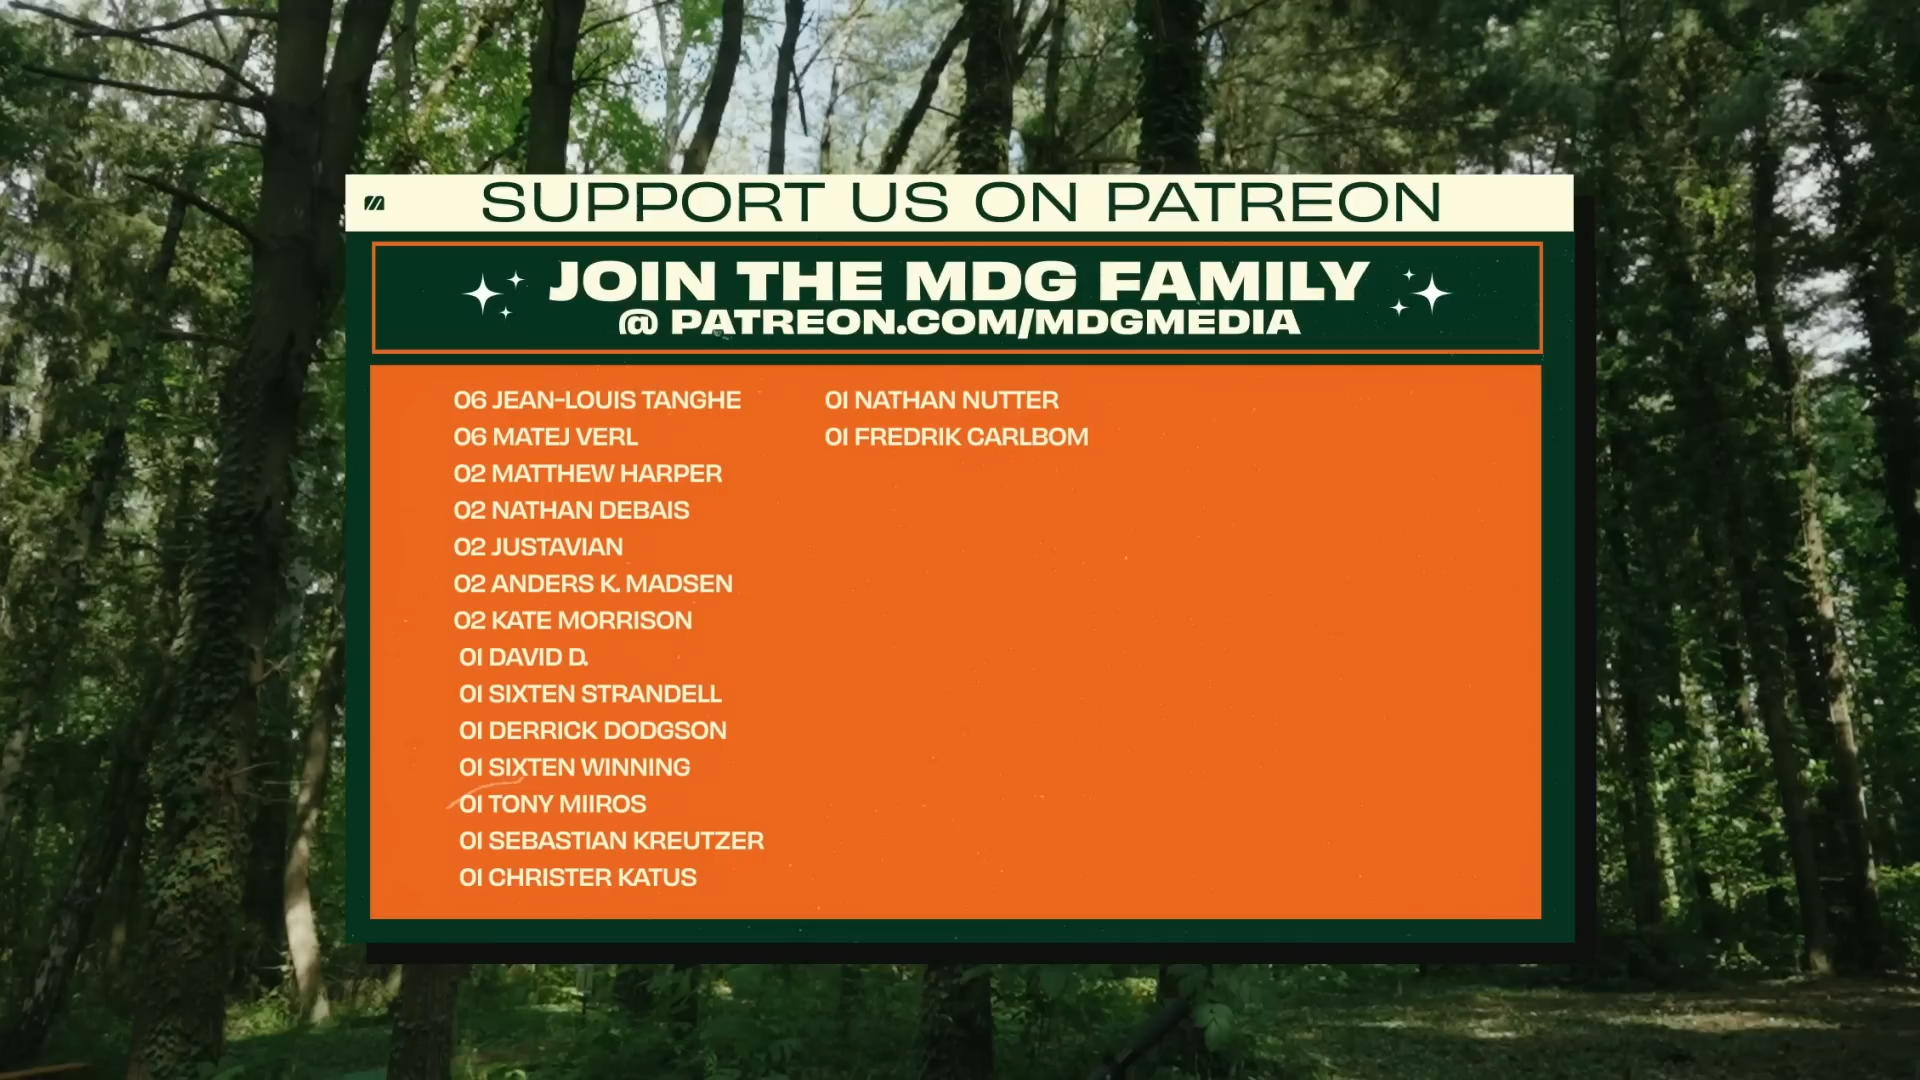 SUPPORT US ON PATREON
JOIN THE MDG FAMILY
@ PATREON.COM/MDGMEDIA
06 JEAN-LOUIS TANGHE
06 MATEJ VERL
02 MATTHEW HARPER
02 NATHAN DEBAIS
02 JUSTAVIAN
02 ANDERS K. MADSEN
02 KATE MORRISON
01 DAVID D.
01 SIXTEN STRANDELL
01 DERRICK DODGSON
01 SIXTEN WINNING
01 TONY MIIROS
01 SEBASTIAN KREUTZER
01 CHRISTER KATUS
01 NATHAN NUTTER
01 FREDRIK CARLBOM